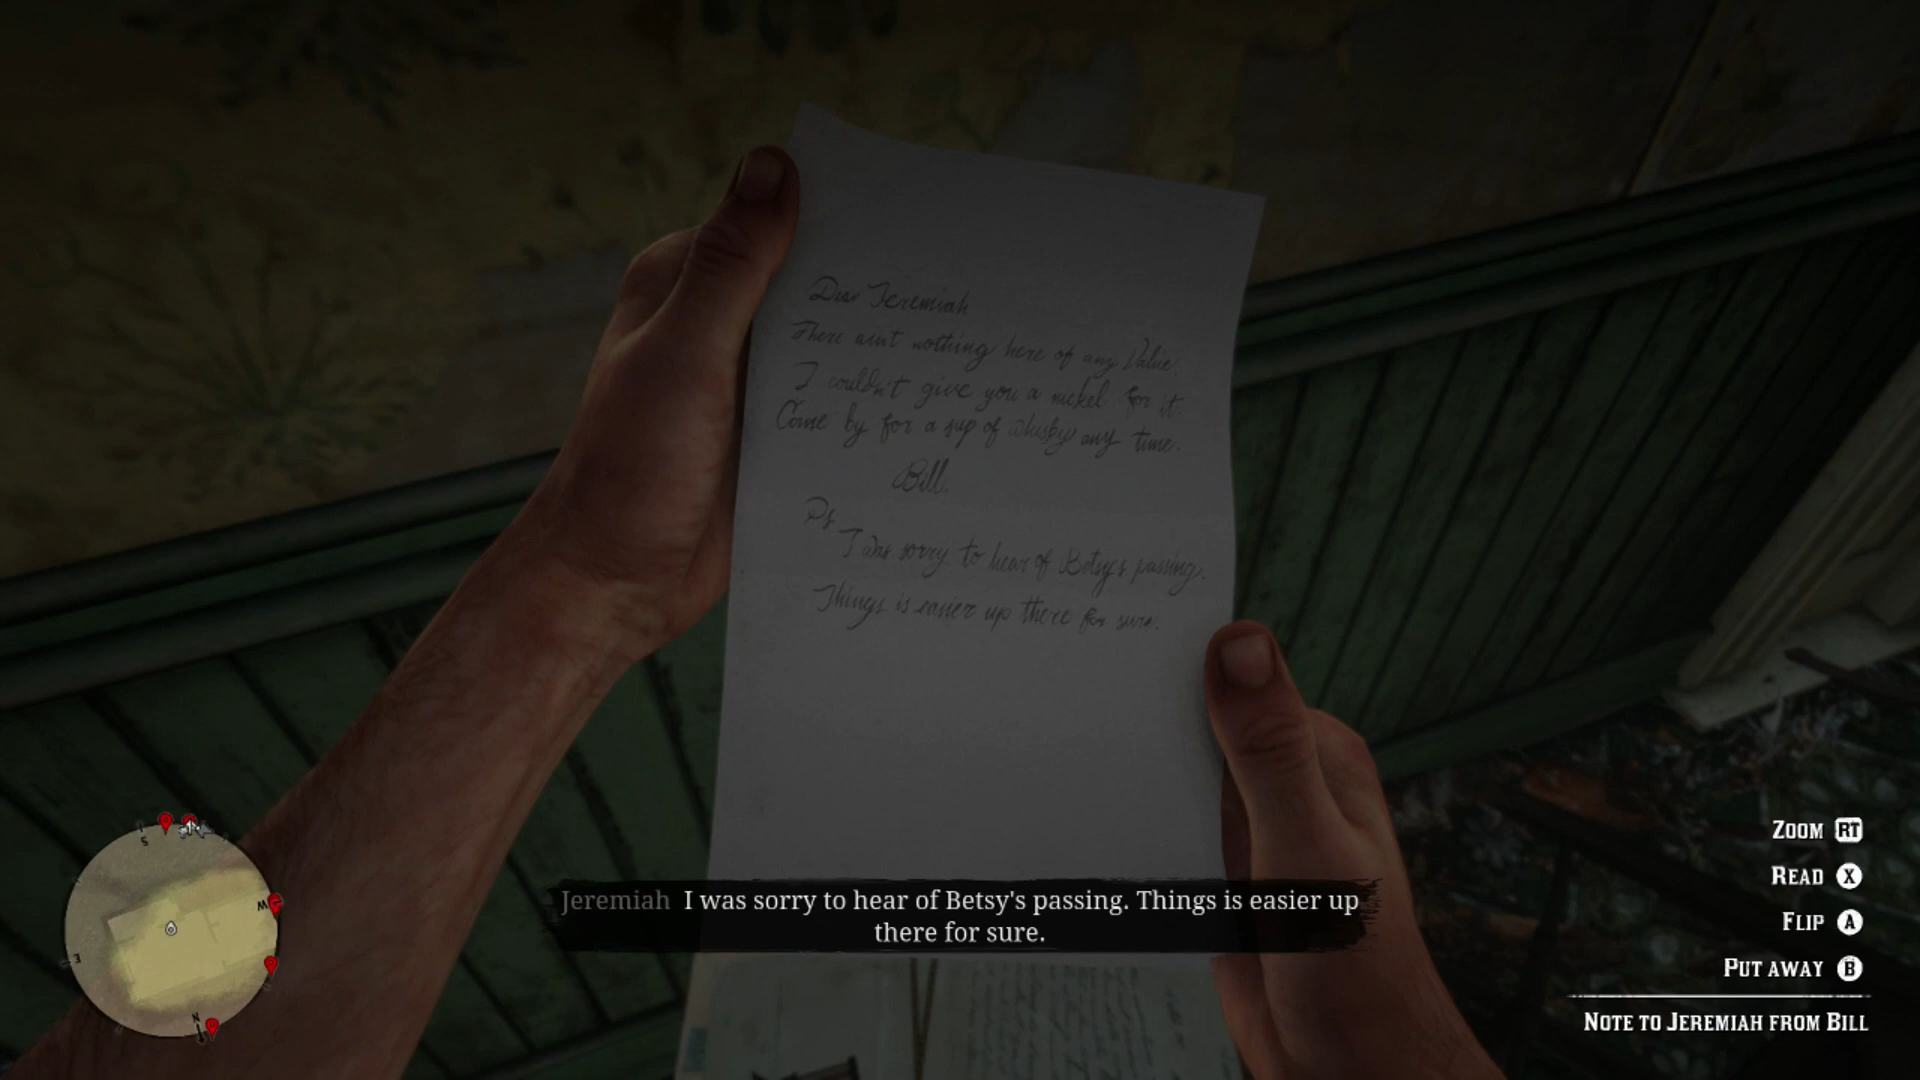 Dear Jeremiah
There aint nothing here of any Value.
I couldn't give you a nickel for it.
Come by for a sup of whisky any time.
Bill.
Ps
I was sorry to hear of Betsy's passing.
Things is easier up there for sure.
Jeremiah I was sorry to hear of Betsy's passing. Things is easier up
there for sure.
S
W
E
N
ZOOM RT
READ X
FLIP A
PUT AWAY B
NOTE TO JEREMIAH FROM BILL